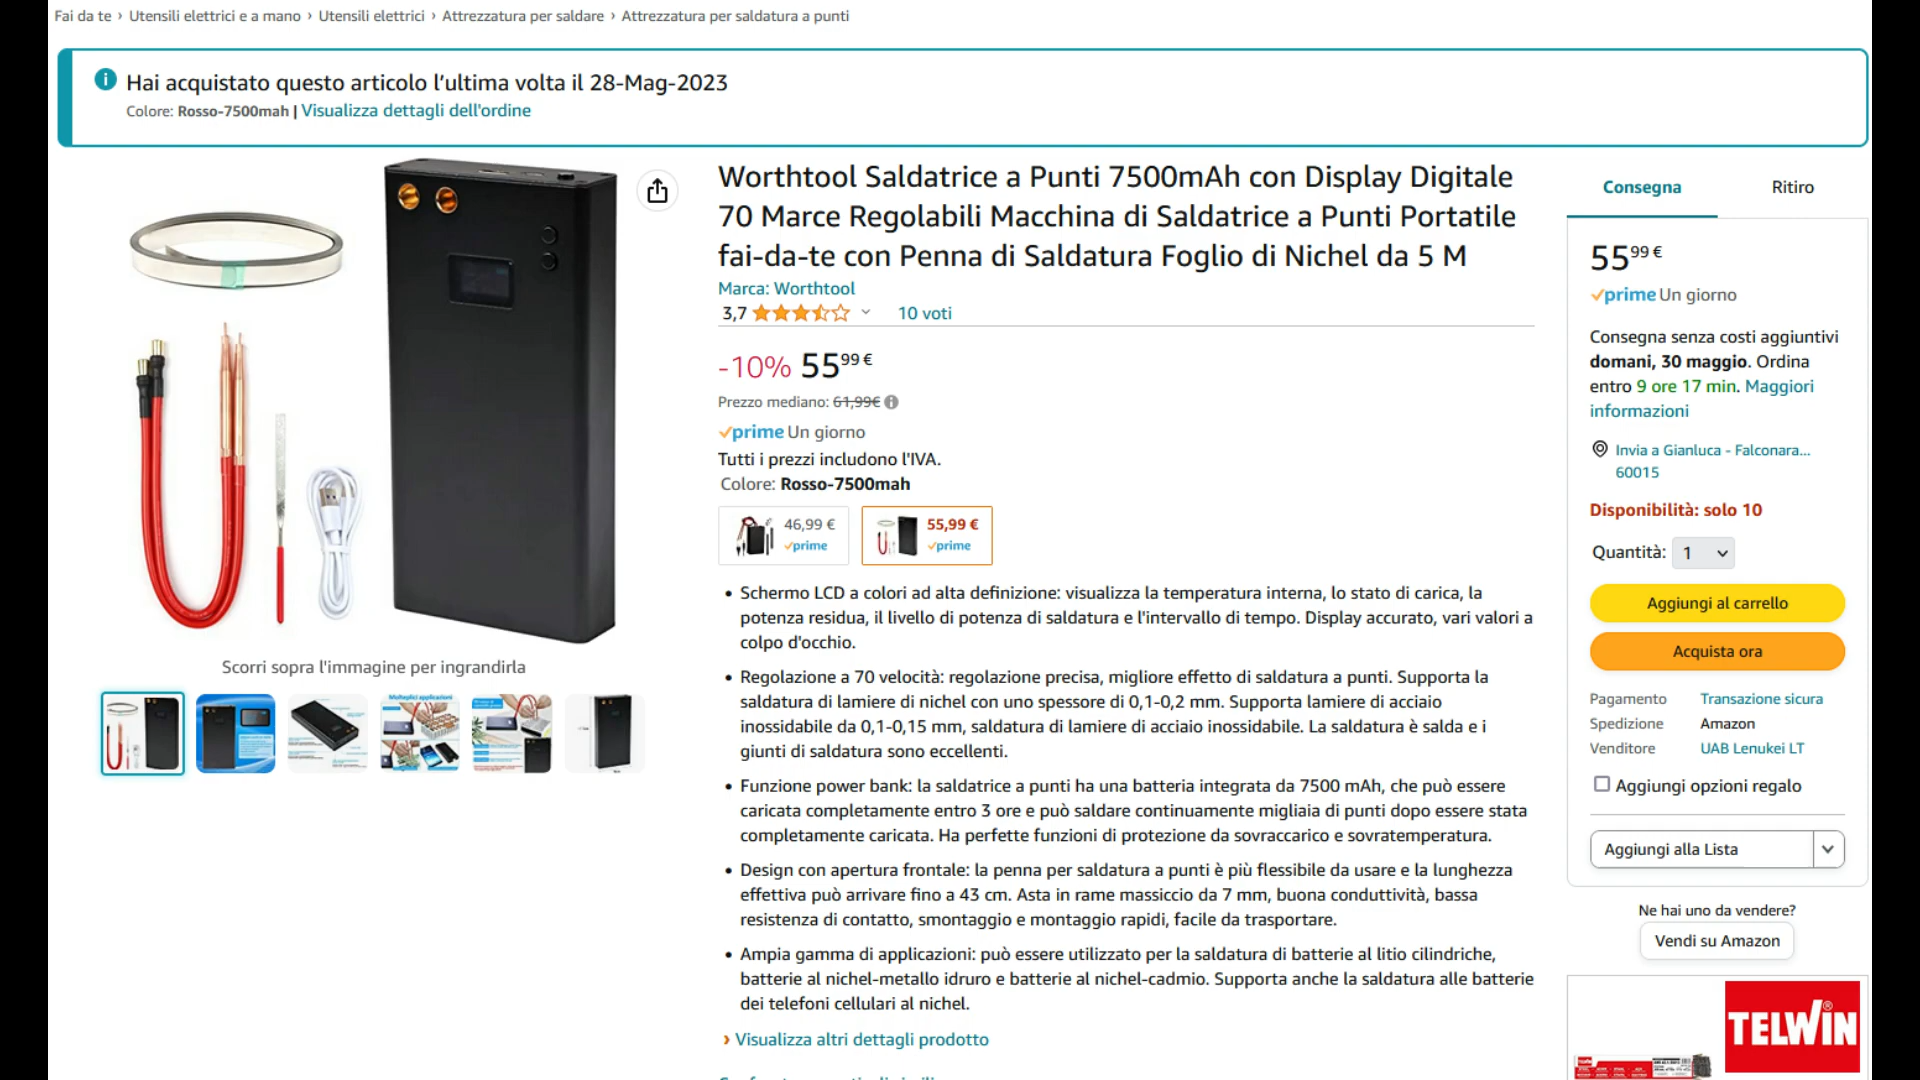 Fai da te › Utensili elettrici e a mano › Utensili elettrici › Attrezzatura per saldare › Attrezzatura per saldatura a punti
Hai acquistato questo articolo l’ultima volta il 28-Mag-2023
Colore: Rosso-7500mah | Visualizza dettagli dell'ordine
Scorri sopra l'immagine per ingrandirla
Molteplici applicazioni
Worthtool Saldatrice a Punti 7500mAh con Display Digitale
70 Marce Regolabili Macchina di Saldatrice a Punti Portatile
fai-da-te con Penna di Saldatura Foglio di Nichel da 5 M
Marca: Worthtool
3,7 10 voti
-10% 55 99 €
Prezzo mediano: 61,99€
prime Un giorno
Tutti i prezzi includono l'IVA.
Colore: Rosso-7500mah
46,99 €
prime
55,99 €
prime
• Schermo LCD a colori ad alta definizione: visualizza la temperatura interna, lo stato di carica, la
potenza residua, il livello di potenza di saldatura e l'intervallo di tempo. Display accurato, vari valori a
colpo d'occhio.
• Regolazione a 70 velocità: regolazione precisa, migliore effetto di saldatura a punti. Supporta la
saldatura di lamiere di nichel con uno spessore di 0,1-0,2 mm. Supporta lamiere di acciaio
inossidabile da 0,1-0,15 mm, saldatura di lamiere di acciaio inossidabile. La saldatura è salda e i
giunti di saldatura sono eccellenti.
• Funzione power bank: la saldatrice a punti ha una batteria integrata da 7500 mAh, che può essere
caricata completamente entro 3 ore e può saldare continuamente migliaia di punti dopo essere stata
completamente caricata. Ha perfette funzioni di protezione da sovraccarico e sovratemperatura.
• Design con apertura frontale: la penna per saldatura a punti è più flessibile da usare e la lunghezza
effettiva può arrivare fino a 43 cm. Asta in rame massiccio da 7 mm, buona conduttività, bassa
resistenza di contatto, smontaggio e montaggio rapidi, facile da trasportare.
• Ampia gamma di applicazioni: può essere utilizzato per la saldatura di batterie al litio cilindriche,
batterie al nichel-metallo idruro e batterie al nichel-cadmio. Supporta anche la saldatura alle batterie
dei telefoni cellulari al nichel.
› Visualizza altri dettagli prodotto
Consegna Ritiro
55 99 €
prime Un giorno
Consegna senza costi aggiuntivi
domani, 30 maggio. Ordina
entro 9 ore 17 min. Maggiori
informazioni
Invia a Gianluca - Falconara...
60015
Disponibilità: solo 10
Quantità: 1
Aggiungi al carrello
Acquista ora
Pagamento Transazione sicura
Spedizione Amazon
Venditore UAB Lenukei LT
Aggiungi opzioni regalo
Aggiungi alla Lista
Ne hai uno da vendere?
Vendi su Amazon
TELWIN®